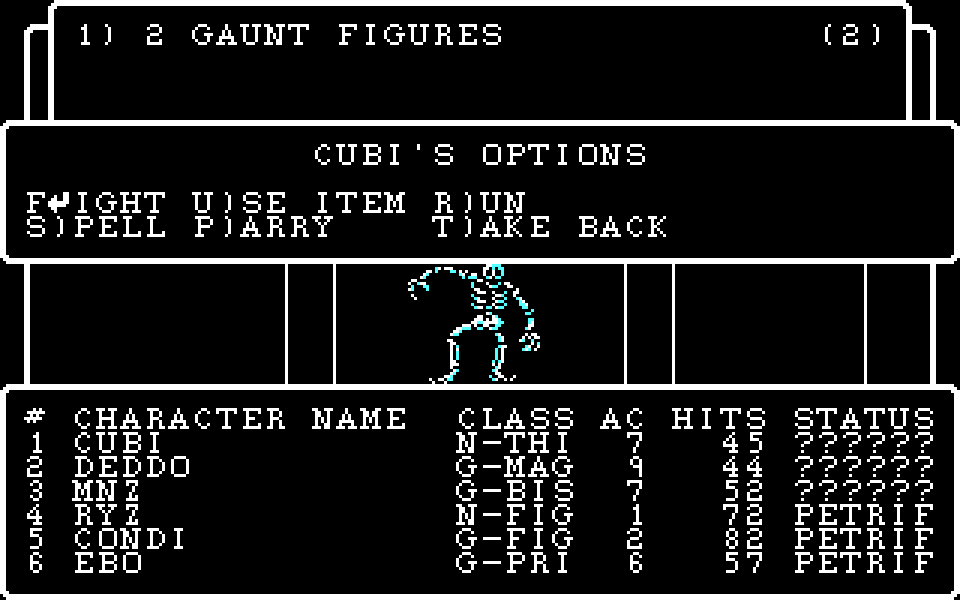 1) 2 GAUNT FIGURES (2)
CUBI'S OPTIONS
F↵IGHT U)SE ITEM R)UN
S)PELL P)ARRY T)AKE BACK
# CHARACTER NAME CLASS AC HITS STATUS
1 CUBI N-THI 7 45 ??????
2 DEDDO G-MAG 9 44 ??????
3 MNZ G-BIS 7 52 ??????
4 RYZ N-FIG 1 72 PETRIF
5 CONDI G-FIG 2 82 PETRIF
6 EBO G-PRI 6 57 PETRIF